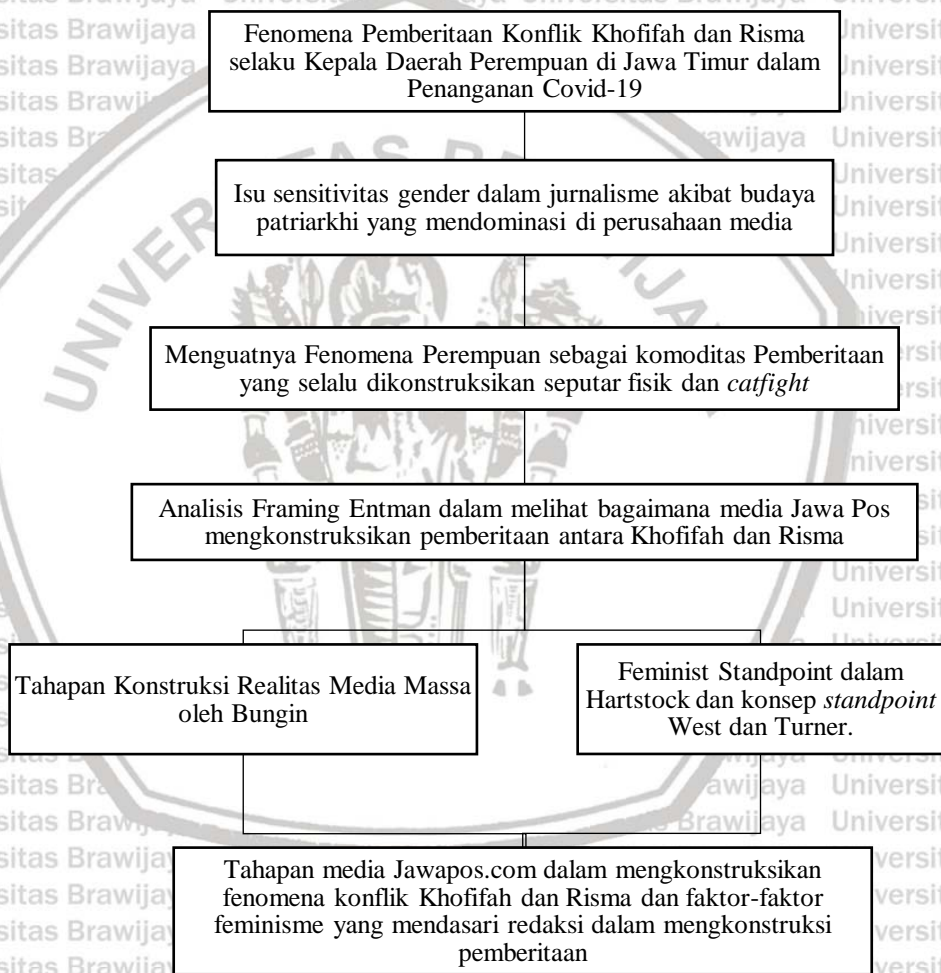 Fenomena Pemberitaan Konflik Khofifah dan Risma
selaku Kepala Daerah Perempuan di Jawa Timur dalam
Penanganan Covid-19
Isu sensitivitas gender dalam jurnalisme akibat budaya
patriarkhi yang mendominasi di perusahaan media
Menguatnya Fenomena Perempuan sebagai komoditas Pemberitaan
yang selalu dikonstruksikan seputar fisik dan catfight
Analisis Framing Entman dalam melihat bagaimana media Jawa Pos
mengkonstruksikan pemberitaan antara Khofifah dan Risma
Tahapan Konstruksi Realitas Media Massa
oleh Bungin
Feminist Standpoint dalam
Hartstock dan konsep standpoint
West dan Turner.
Tahapan media Jawapos.com dalam mengkonstruksikan
fenomena konflik Khofifah dan Risma dan faktor-faktor
feminisme yang mendasari redaksi dalam mengkonstruksi
pemberitaan